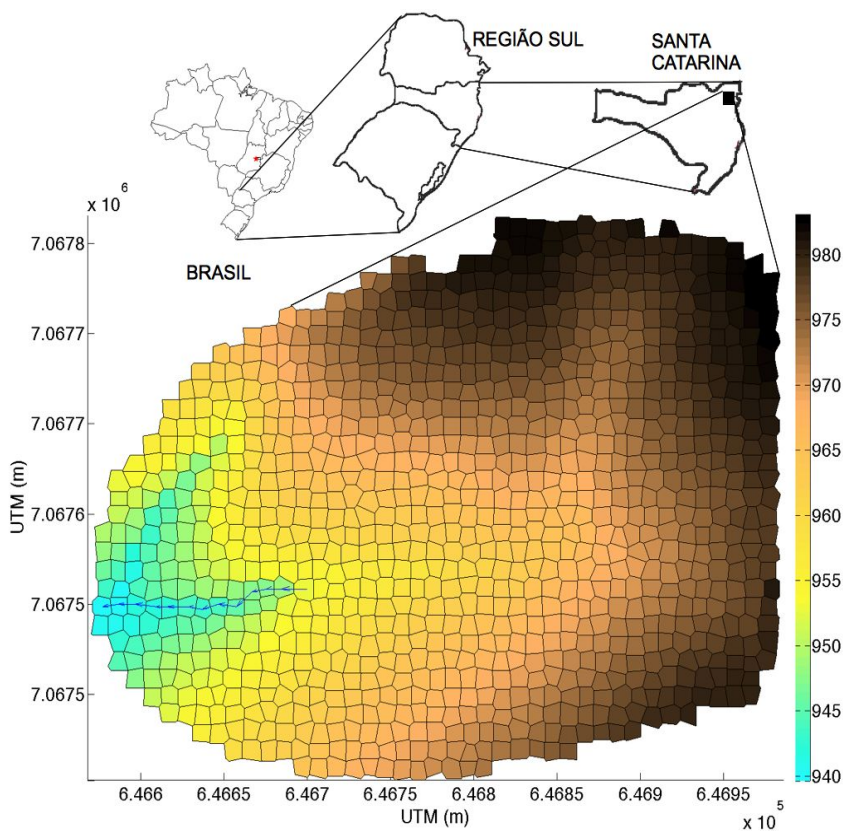 REGIÃO SUL
SANTA
CATARINA
BRASIL
x 10 6
7.0678
7.0677
7.0677
7.0676
7.0675
7.0675
UTM (m)
6.466
6.4665
6.467
6.4675
6.468
6.4685
6.469
6.4695
UTM (m)
x 10 5
980
975
970
965
960
955
950
945
940